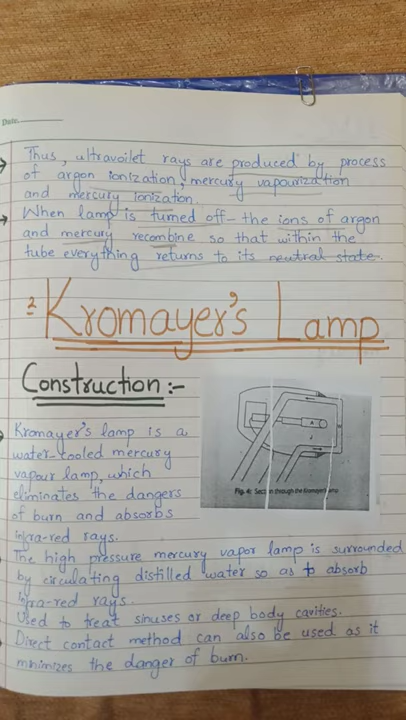 Date.
Thus, ultravoilet rays are produced by process
of argon ionization, mercury vapourization
and mercury ionization.
When lamp is turned off - the ions of argon
and mercury recombine so that within the
tube everything returns to its neutral state.
2 Kromayer's Lamp
Construction:-
Fig. 4: Section through the Kromayer lamp
Kromayer's lamp is a
water-cooled mercury
vapour lamp, which
eliminates the dangers
of burn and absorbs
infra-red rays.
The high pressure mercury vapor lamp is surrounded
by circulating distilled water so as to absorb
infra-red rays.
Used to treat sinuses or deep body cavities.
Direct contact method can also be used as it
minimizes the danger of burn.